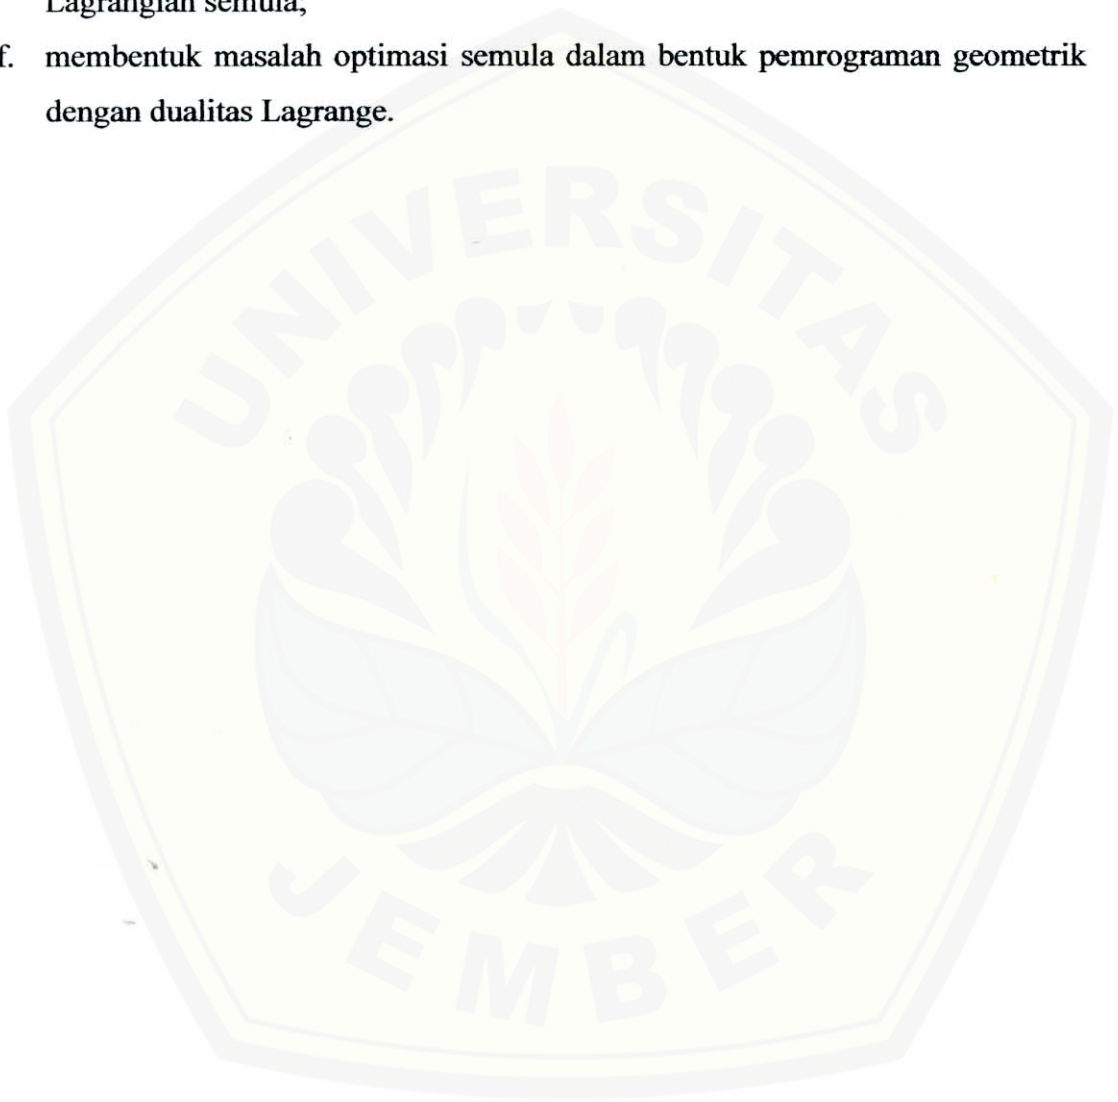 Lagrangian semula;
f. membentuk masalah optimasi semula dalam bentuk pemrograman geometrik
dengan dualitas Lagrange.
UNIVERSITAS
JEMBER